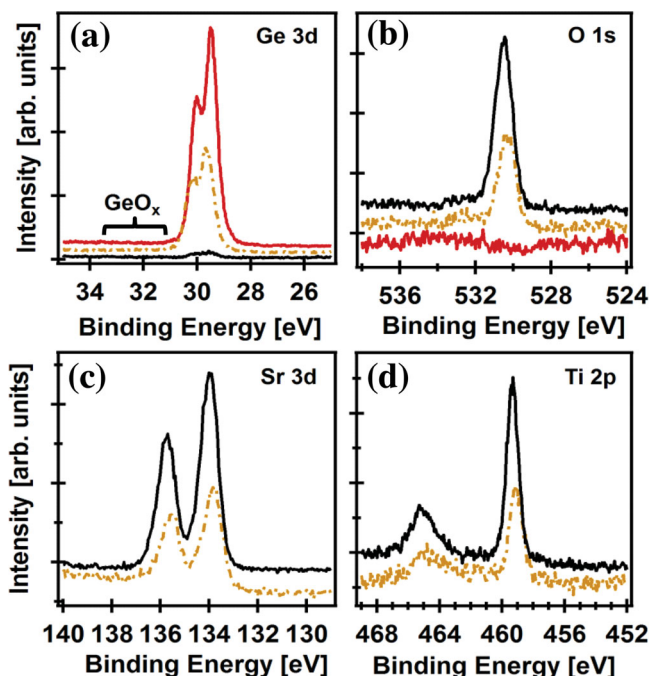 (a) Ge 3d
GeOx
Intensity [arb. units]
34 32 30 28 26
Binding Energy [eV]
(b) O 1s
536 532 528 524
Binding Energy [eV]
(c) Sr 3d
Intensity [arb. units]
140 138 136 134 132 130
Binding Energy [eV]
(d) Ti 2p
468 464 460 456 452
Binding Energy [eV]